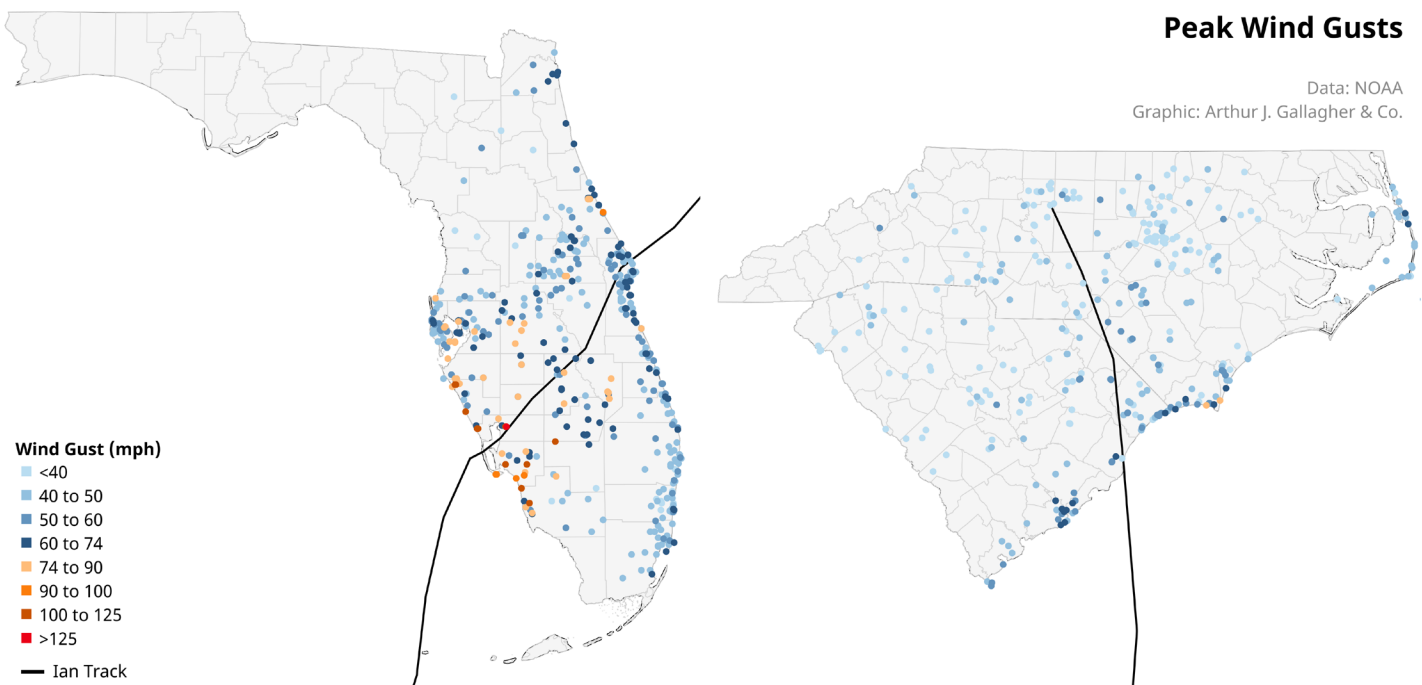 Peak Wind Gusts
Data: NOAA
Graphic: Arthur J. Gallagher & Co.
Wind Gust (mph)
<40
40 to 50
50 to 60
60 to 74
74 to 90
90 to 100
100 to 125
>125
Ian Track